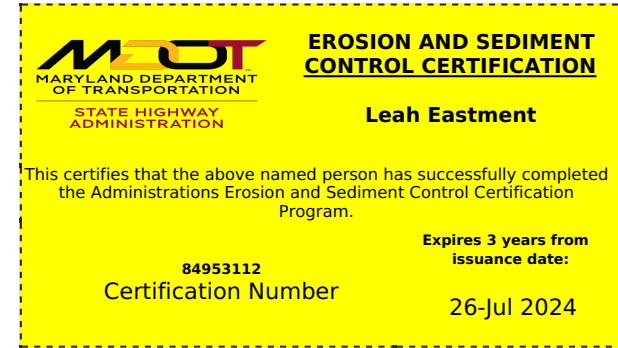 MDOT
MARYLAND DEPARTMENT
OF TRANSPORTATION
STATE HIGHWAY
ADMINISTRATION
EROSION AND SEDIMENT
CONTROL CERTIFICATION
Leah Eastment
This certifies that the above named person has successfully completed
the Administrations Erosion and Sediment Control Certification
Program.
84953112
Certification Number
Expires 3 years from
issuance date:
26-Jul 2024